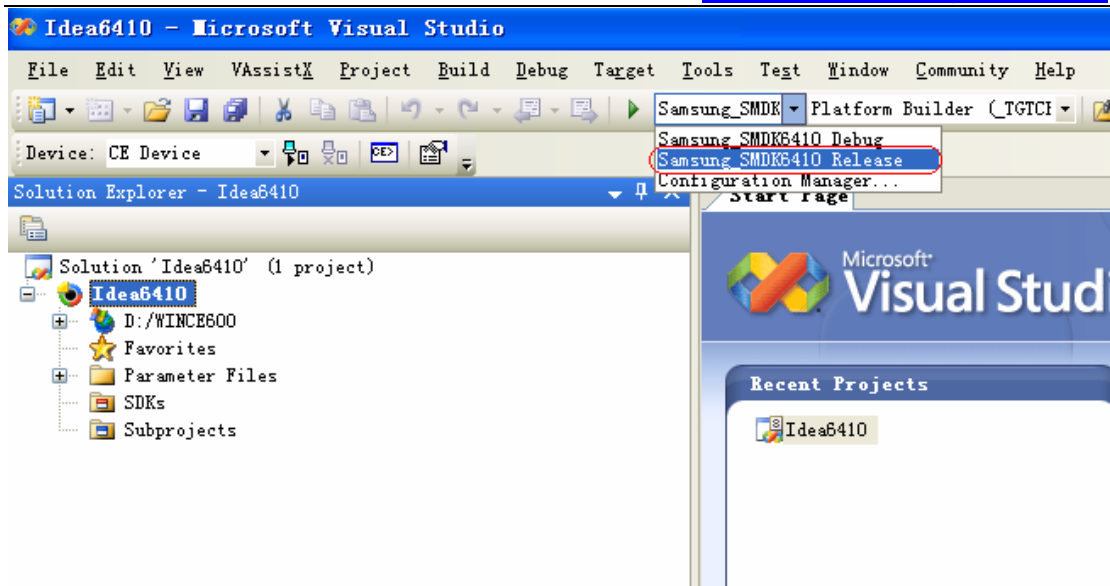 Idea6410 - Microsoft Visual Studio
File Edit View VAssistX Project Build Debug Target Tools Test Window Community Help
Samsung_SMDK Platform Builder (_TGTCI
Samsung_SMDK6410 Debug
Device: CE Device
Samsung_SMDK6410 Release
Configuration Manager...
Solution Explorer - Idea6410
Start Page
Solution 'Idea6410' (1 project)
Idea6410
D:/WINCE600
Favorites
Parameter Files
SDKs
Subprojects
Microsoft
Visual Studi
Recent Projects
Idea6410